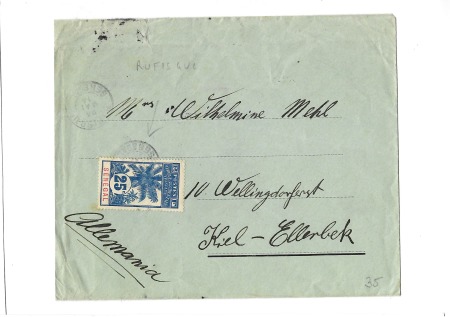 RUFISQUE
Mrs Wilhelmine Mehl
10 Wellingdorferst
Kiel-Ellerbek
Allemania
SENEGAL
25
35